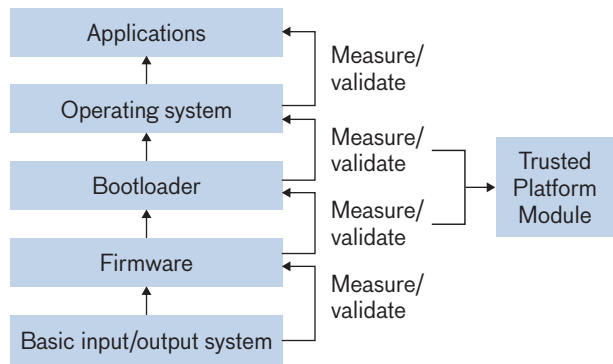 Applications
Measure/
validate
Operating system
Measure/
validate
Bootloader
Trusted
Platform
Module
Measure/
validate
Firmware
Measure/
validate
Basic input/output system